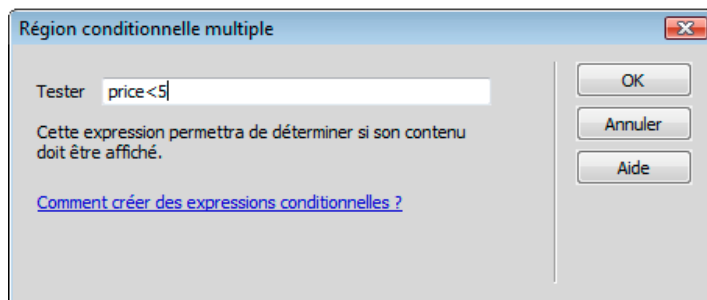 Région conditionnelle multiple
Tester price<5
OK
Cette expression permettra de déterminer si son contenu
doit être affiché.
Annuler
Aide
Comment créer des expressions conditionnelles ?